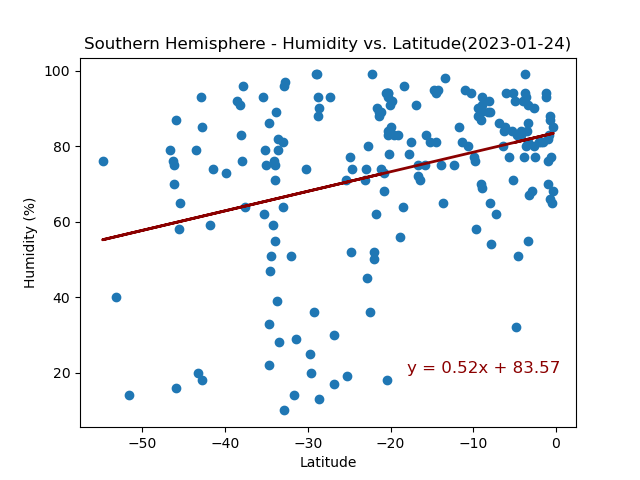 Southern Hemisphere - Humidity vs. Latitude(2023-01-24)
100
80
60
40
20
Humidity (%)
y = 0.52x + 83.57
−50 −40 −30 −20 −10 0
Latitude